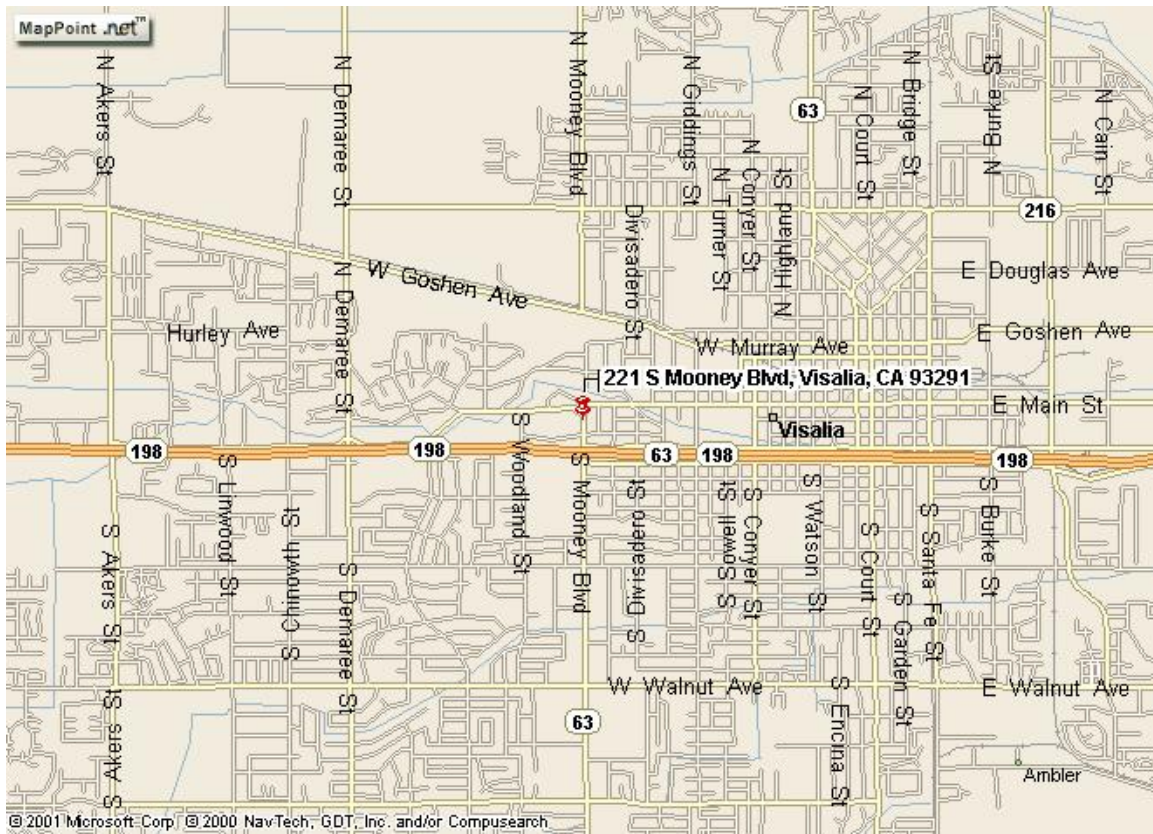 MapPoint .net™
N Akers St
N Demaree St
N Mooney Blvd
N Giddings St
63
N Court St
N Bridge St
N Burke St
N Cain St
N Conyer St
N Turner St
N Highland St
Divisadero St
216
W Goshen Ave
N Demaree St
E Douglas Ave
Hurley Ave
W Murray Ave
E Goshen Ave
221 S Mooney Blvd, Visalia, CA 93291
E Main St
Visalia
198
198
63
198
198
S Linwood St
S Woodland St
S Mooney Blvd
S Divisadero St
S Sowell St
S Conyer St
S Watson St
S Burke St
S Akers St
S Chinowth St
S Demaree St
S Court St
S Santa Fe St
S Garden St
W Walnut Ave
E Walnut Ave
S Akers St
63
S Encina St
Ambler
© 2001 Microsoft Corp © 2000 NavTech, GDT, Inc. and/or Compusearch